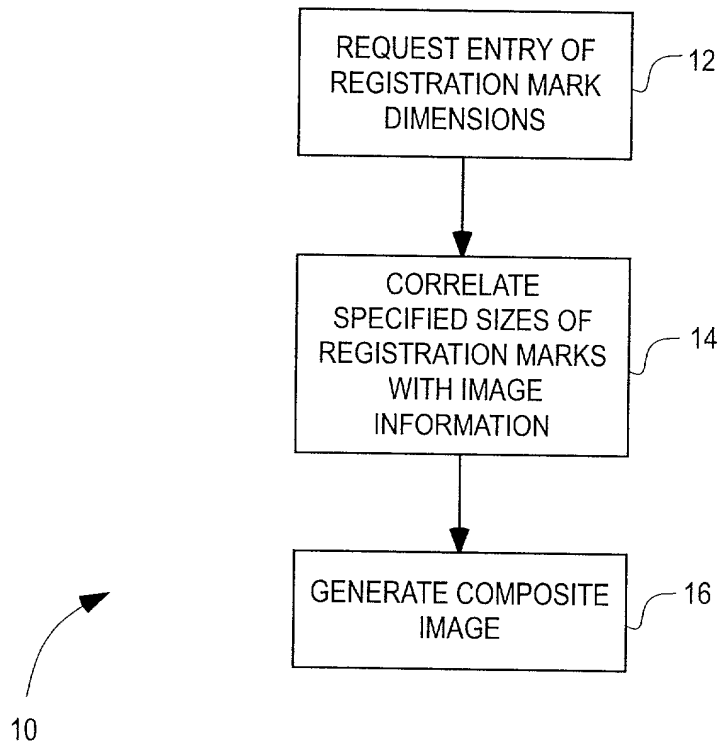 REQUEST ENTRY OF
REGISTRATION MARK
DIMENSIONS
12
CORRELATE
SPECIFIED SIZES OF
REGISTRATION MARKS
WITH IMAGE
INFORMATION
14
GENERATE COMPOSITE
IMAGE
16
10